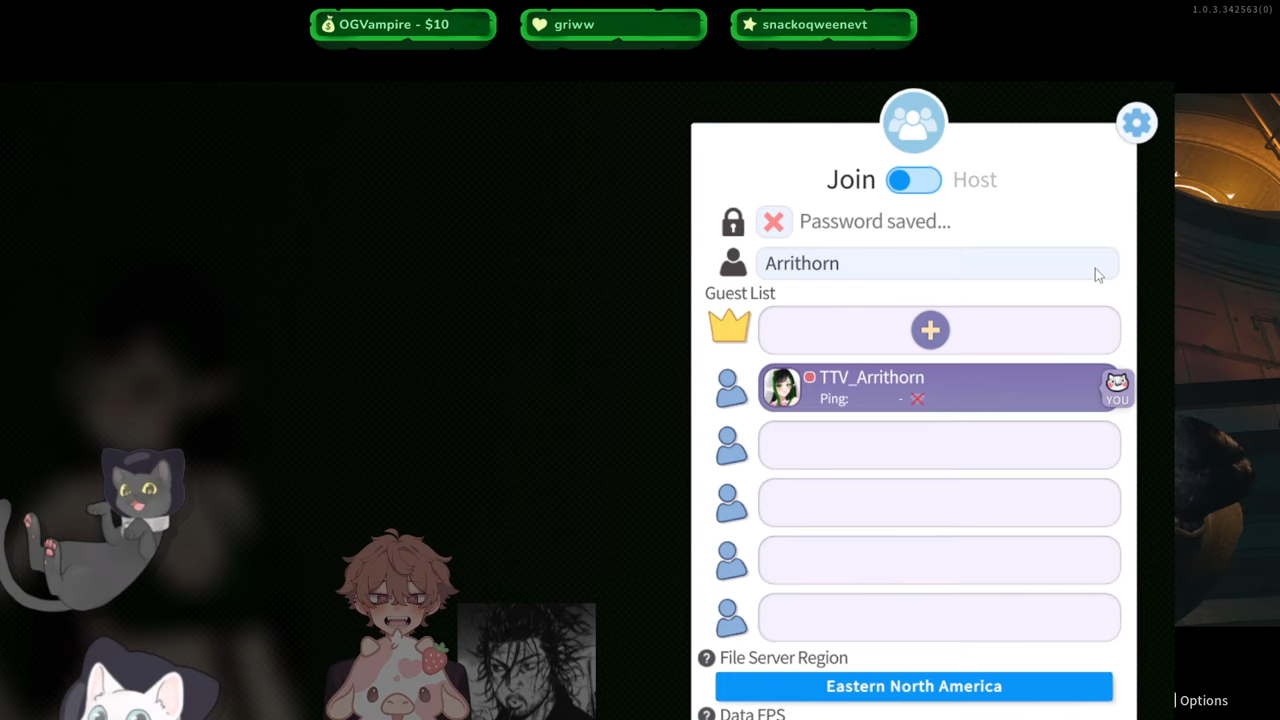 OGVampire - $10
griww
snackoqweenevt
1.0.3.342563(0)
Join
Host
Password saved...
Arrithorn
Guest List
TTV_Arrithorn
Ping: -
YOU
? File Server Region
Eastern North America
? Data FPS
Options